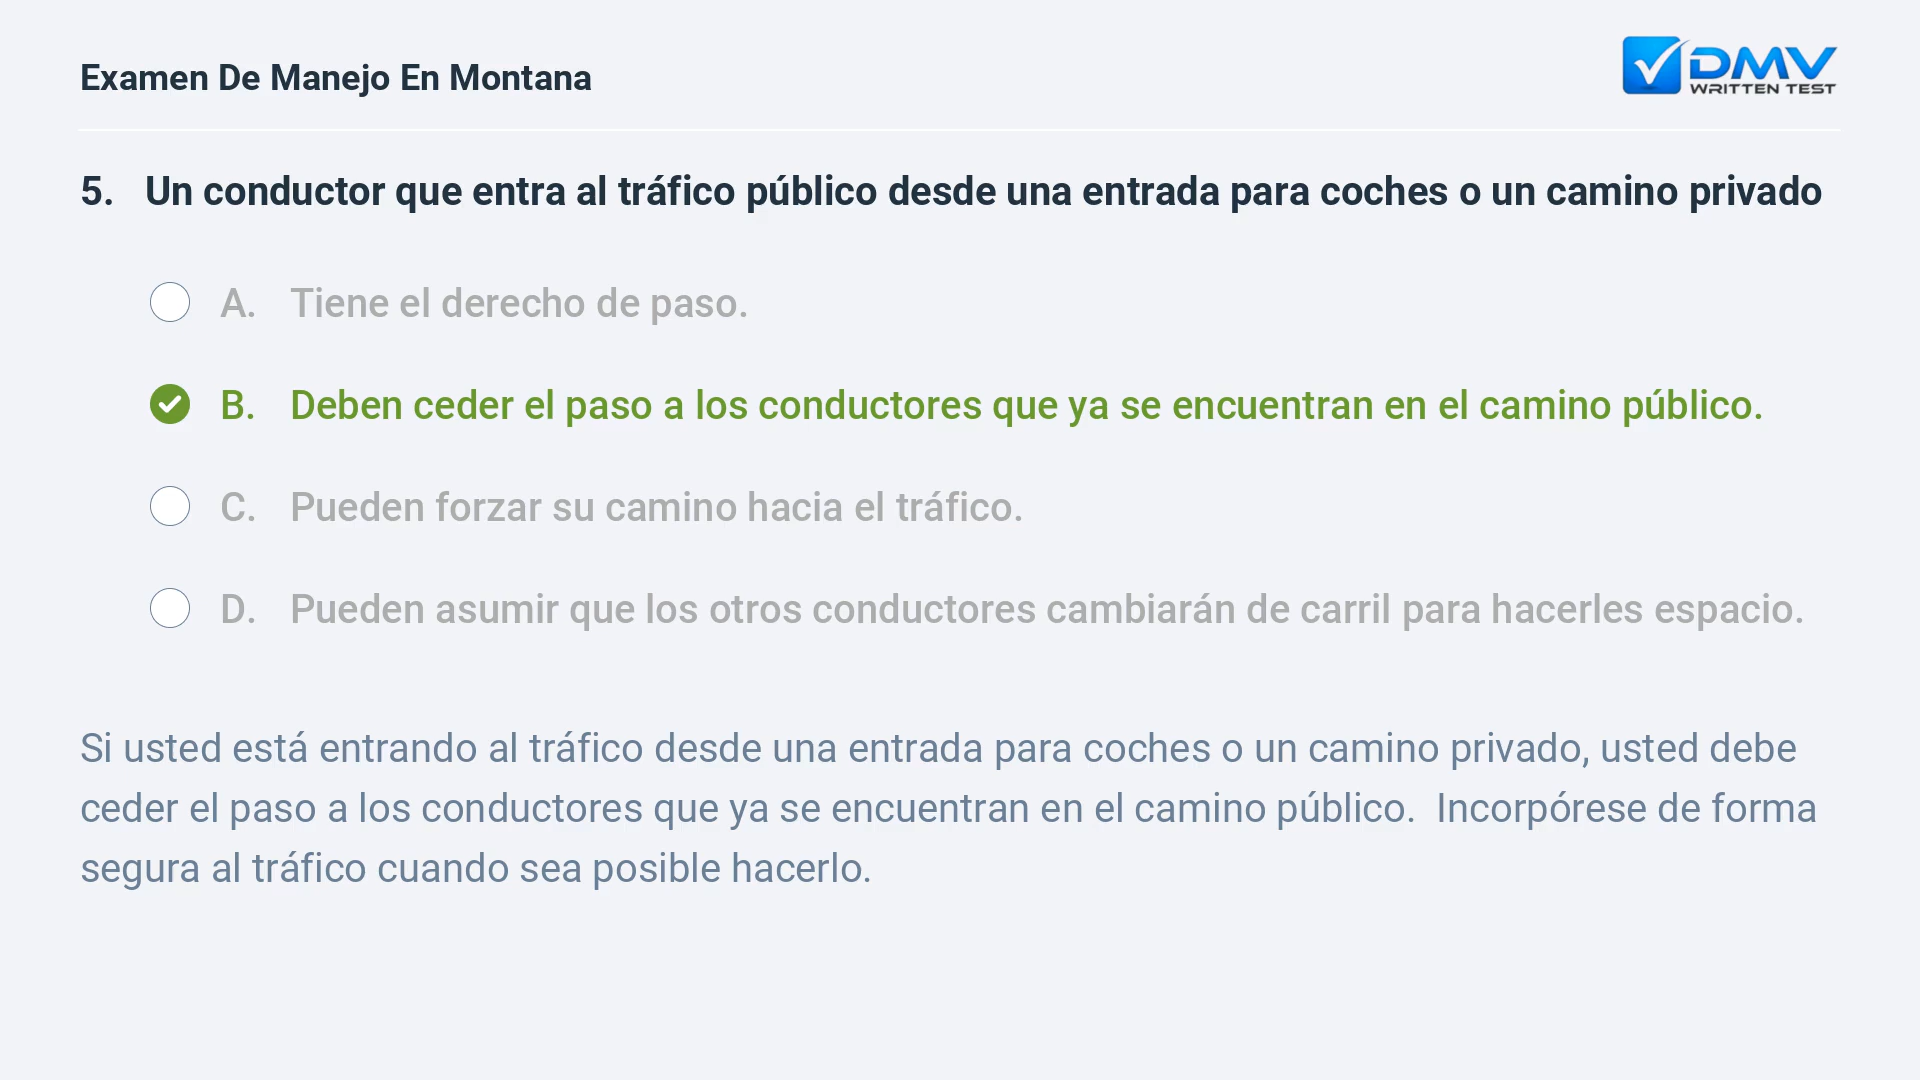 Examen De Manejo En Montana
DMV
WRITTEN TEST
5. Un conductor que entra al tráfico público desde una entrada para coches o un camino privado
A. Tiene el derecho de paso.
B. Deben ceder el paso a los conductores que ya se encuentran en el camino público.
C. Pueden forzar su camino hacia el tráfico.
D. Pueden asumir que los otros conductores cambiarán de carril para hacerles espacio.
Si usted está entrando al tráfico desde una entrada para coches o un camino privado, usted debe
ceder el paso a los conductores que ya se encuentran en el camino público. Incorpórese de forma
segura al tráfico cuando sea posible hacerlo.